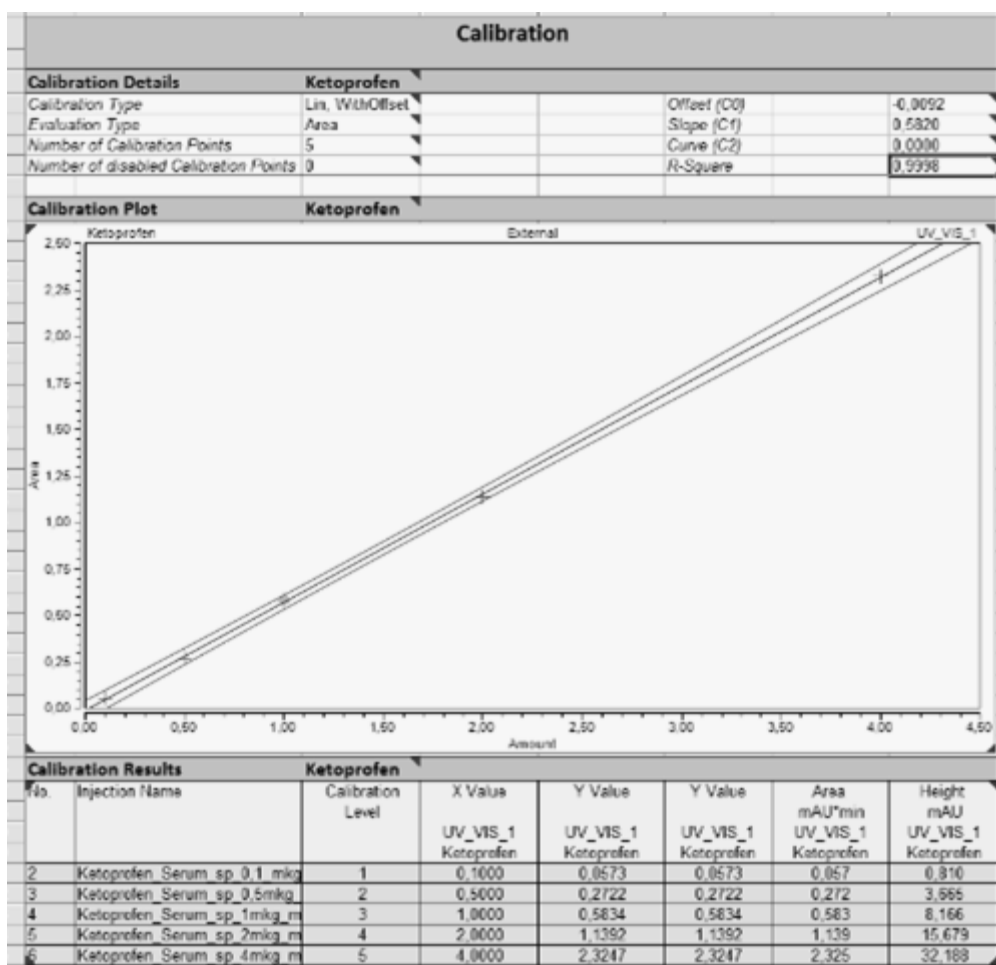 Calibration
Calibration Details Ketoprofen
Calibration Type Lin, WithOffset Offset (C0) -0,0092
Evaluation Type Area Slope (C1) 0,5820
Number of Calibration Points 5 Curve (C2) 0,0000
Number of disabled Calibration Points 0 R-Square 0,9998
Calibration Plot Ketoprofen
Ketoprofen External UV_VIS_1
2,50
2,25
2,00
1,75
1,50
1,25
1,00
0,75
0,50
0,25
0,00
Area
0,00 0,50 1,00 1,50 2,00 2,50 3,00 3,50 4,00 4,50
Amount
Calibration Results Ketoprofen
No. Injection Name Calibration X Value Y Value Y Value Area Height
Level mAU*min mAU
UV_VIS_1 UV_VIS_1 UV_VIS_1 UV_VIS_1 UV_VIS_1
Ketoprofen Ketoprofen Ketoprofen Ketoprofen Ketoprofen
2 Ketoprofen_Serum_sp_0,1_mkg 1 0,1000 0,0573 0,0573 0,057 0,810
3 Ketoprofen_Serum_sp_0,5mkg_ 2 0,5000 0,2722 0,2722 0,272 3,665
4 Ketoprofen_Serum_sp_1mkg_m 3 1,0000 0,5834 0,5834 0,583 8,166
5 Ketoprofen_Serum_sp_2mkg_m 4 2,0000 1,1392 1,1392 1,139 15,679
6 Ketoprofen_Serum_sp_4mkg_m 5 4,0000 2,3247 2,3247 2,325 32,188